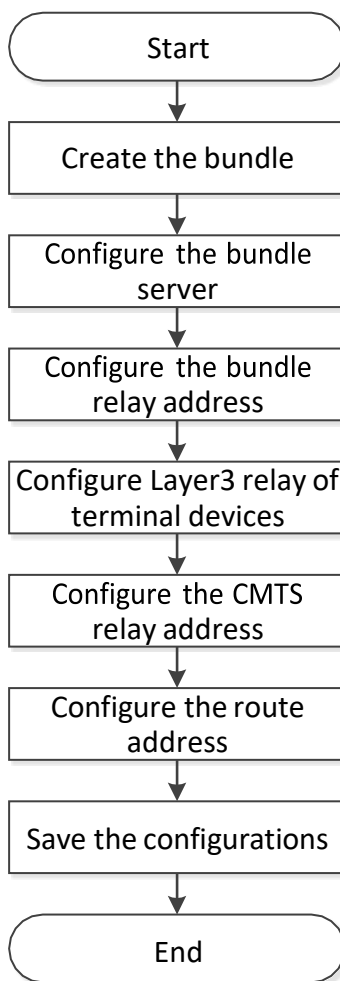 Start
Create the bundle
Configure the bundle
server
Configure the bundle
relay address
Configure Layer3 relay of
terminal devices
Configure the CMTS
relay address
Configure the route
address
Save the configurations
End